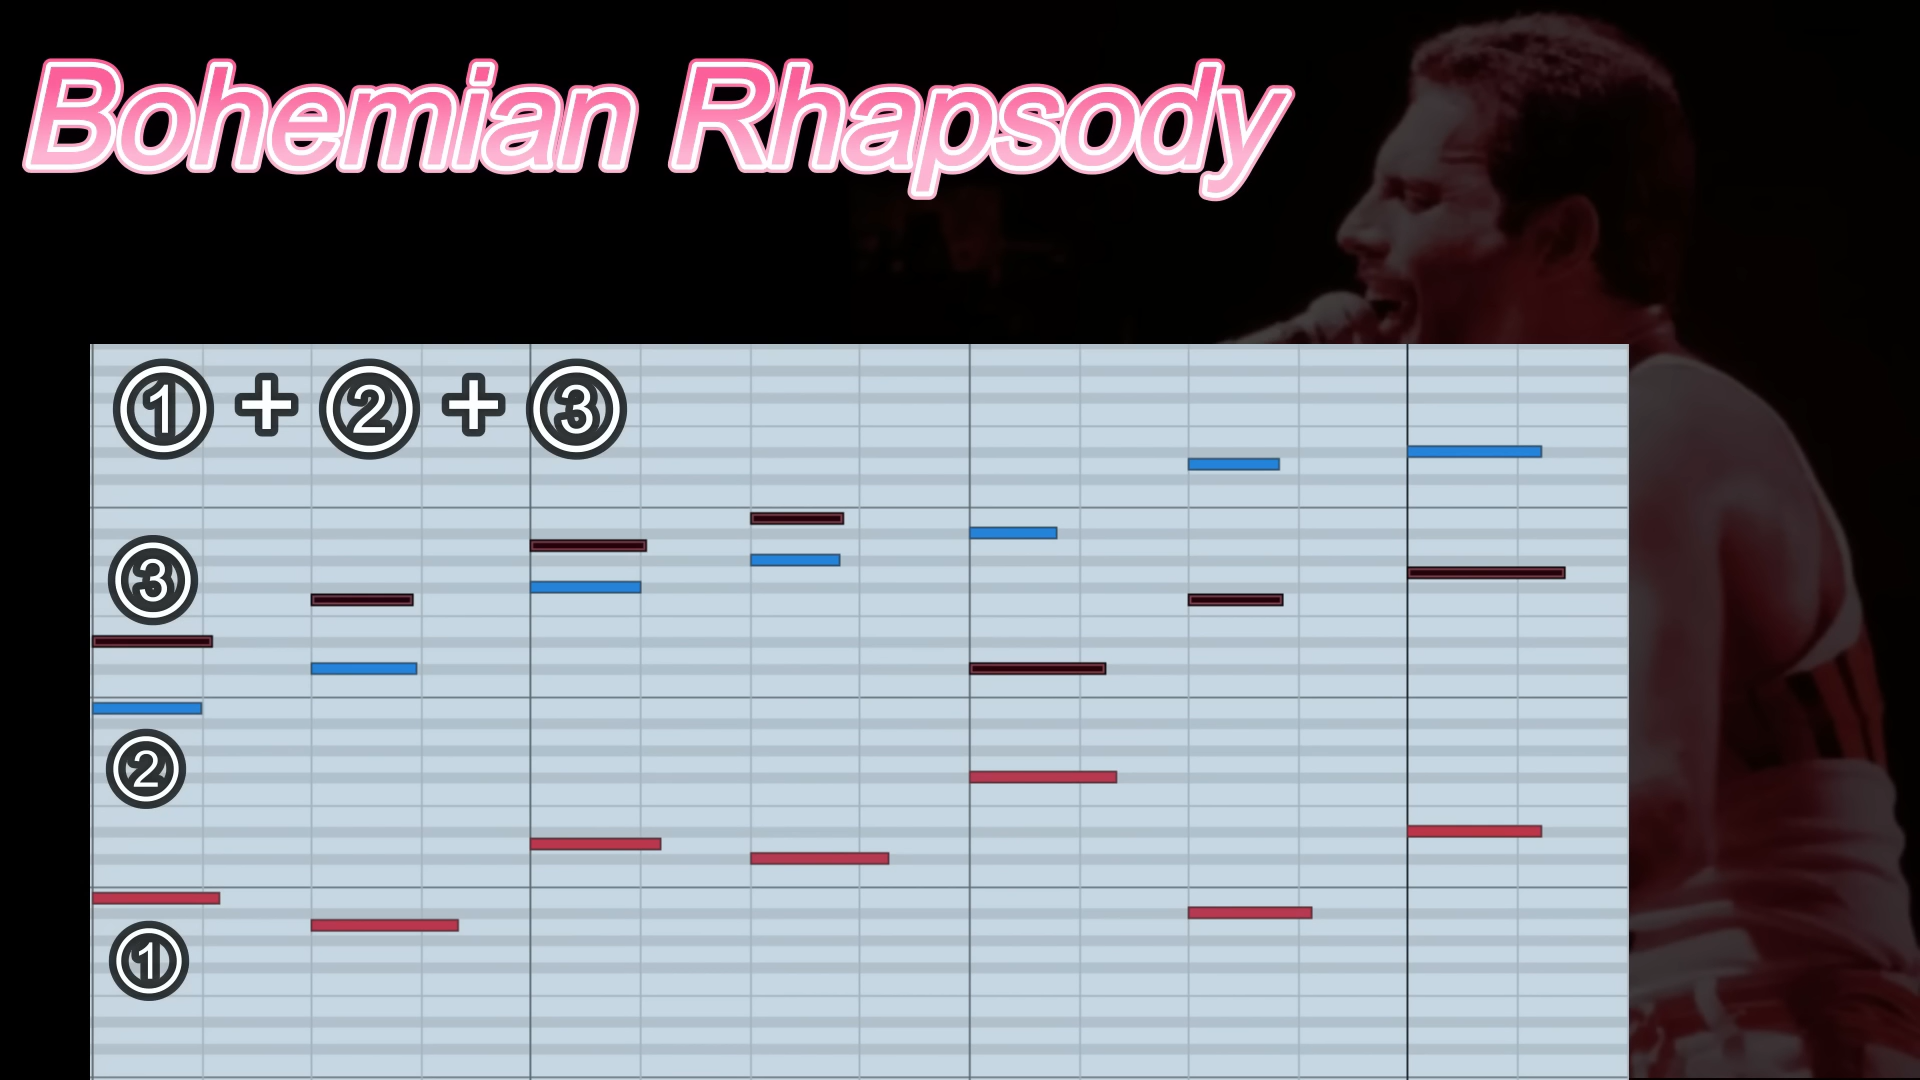 Bohemian Rhapsody
① + ② + ③
③
②
①